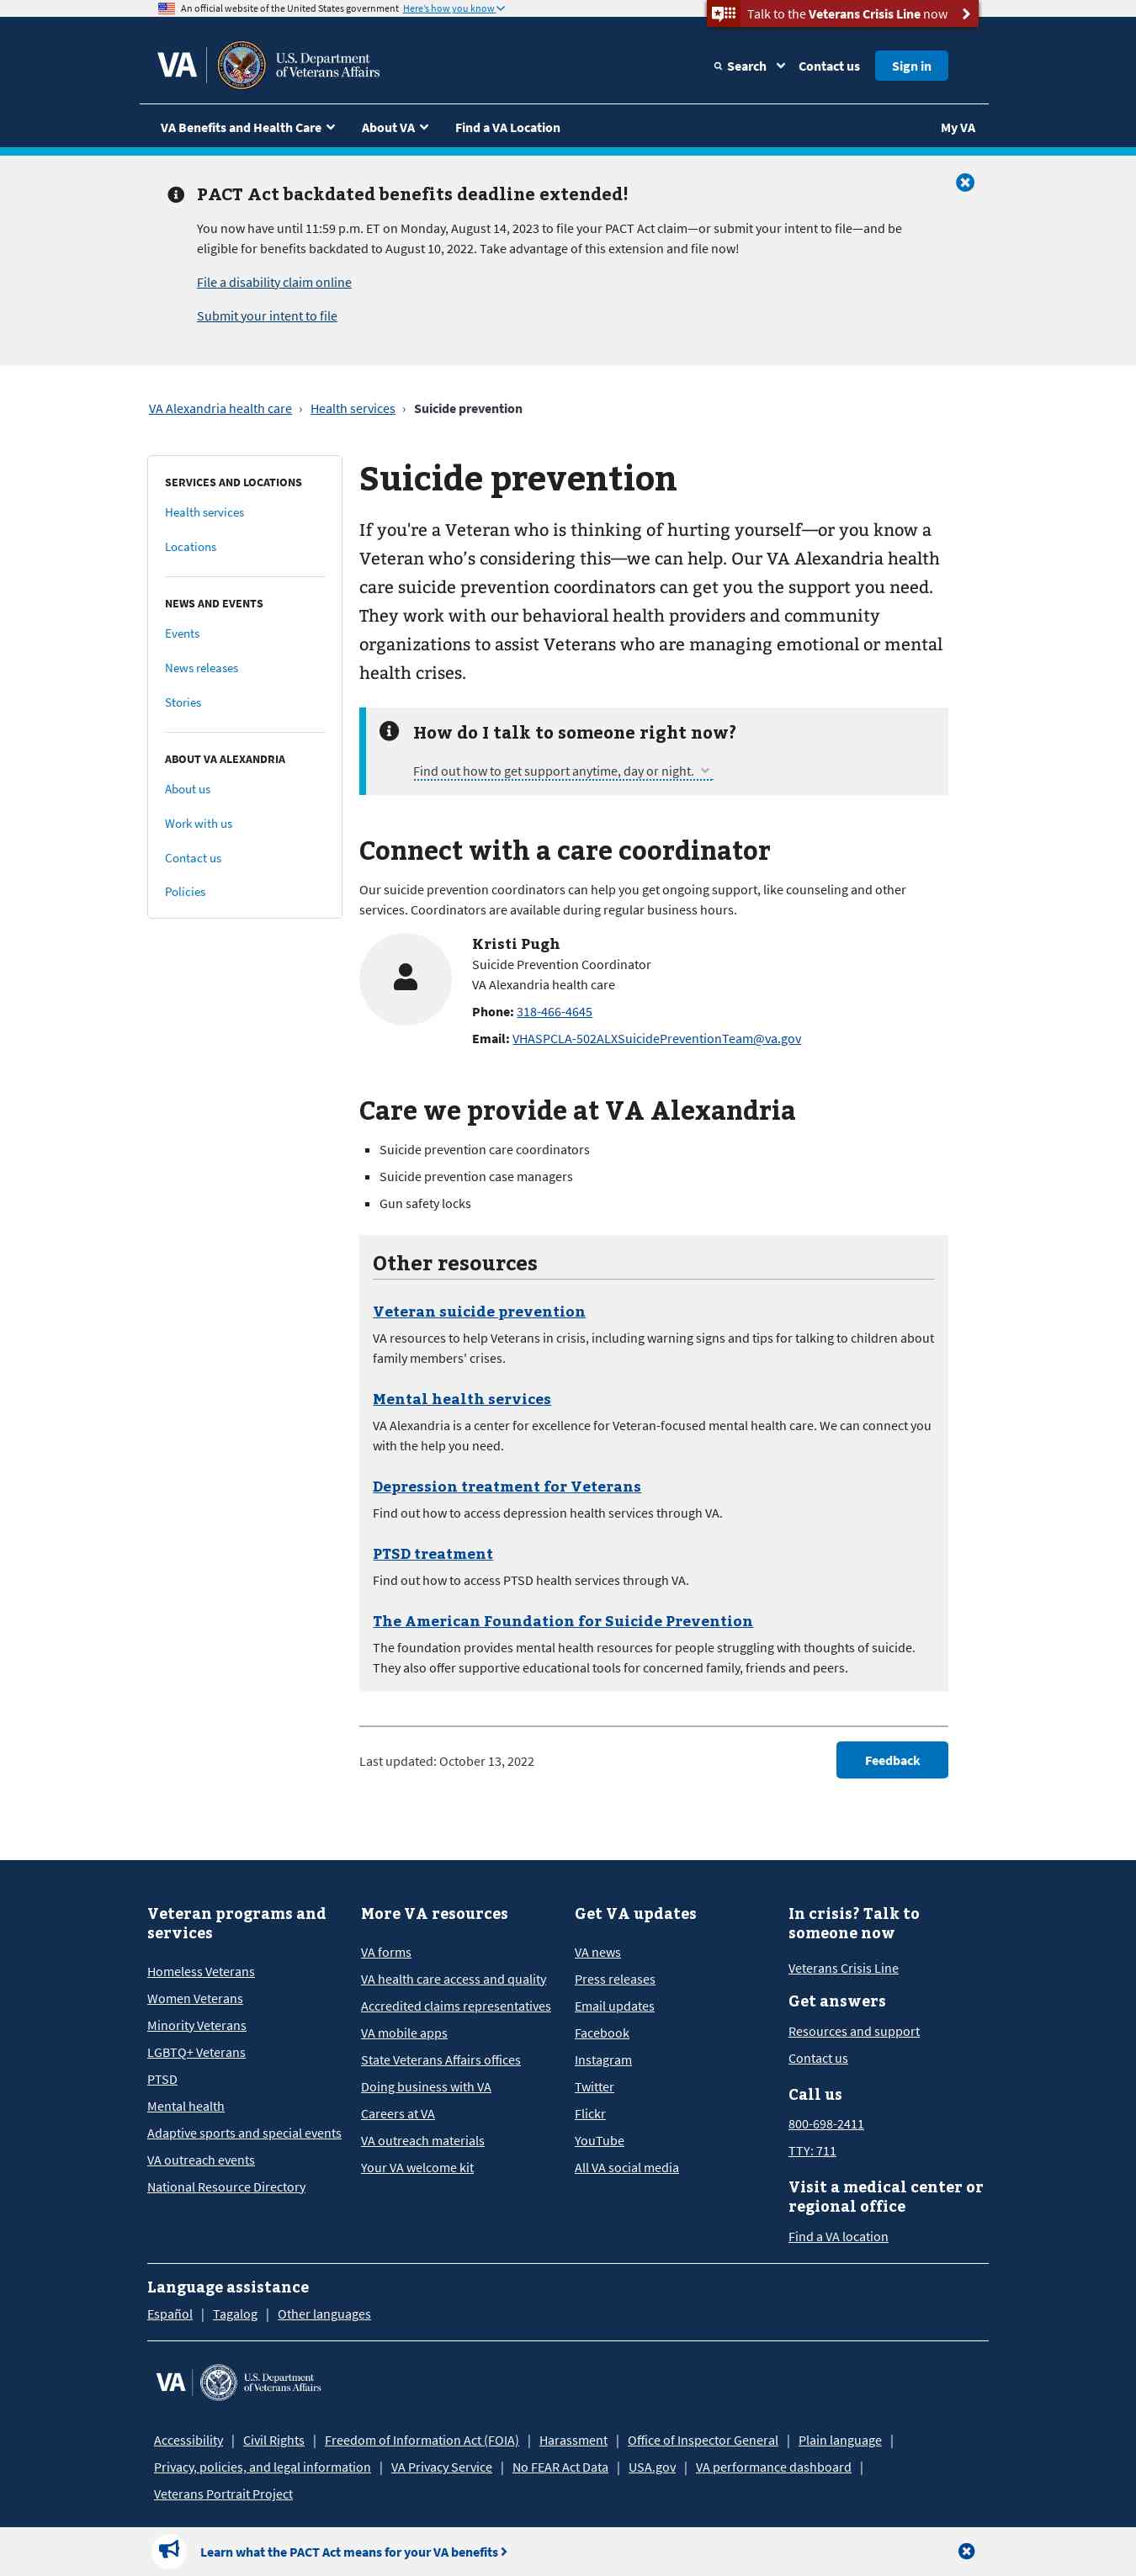 An official website of the United States government Here's how you know
Talk to the Veterans Crisis Line now
VA U.S. Department
of Veterans Affairs
Search Contact us Sign in
VA Benefits and Health Care About VA Find a VA Location My VA
PACT Act backdated benefits deadline extended!
You now have until 11:59 p.m. ET on Monday, August 14, 2023 to file your PACT Act claim—or submit your intent to file—and be
eligible for benefits backdated to August 10, 2022. Take advantage of this extension and file now!
File a disability claim online
Submit your intent to file
VA Alexandria health care › Health services › Suicide prevention
SERVICES AND LOCATIONS
Health services
Locations
NEWS AND EVENTS
Events
News releases
Stories
ABOUT VA ALEXANDRIA
About us
Work with us
Contact us
Policies
Suicide prevention
If you're a Veteran who is thinking of hurting yourself—or you know a
Veteran who’s considering this—we can help. Our VA Alexandria health
care suicide prevention coordinators can get you the support you need.
They work with our behavioral health providers and community
organizations to assist Veterans who are managing emotional or mental
health crises.
How do I talk to someone right now?
Find out how to get support anytime, day or night.
Connect with a care coordinator
Our suicide prevention coordinators can help you get ongoing support, like counseling and other
services. Coordinators are available during regular business hours.
Kristi Pugh
Suicide Prevention Coordinator
VA Alexandria health care
Phone: 318-466-4645
Email: VHASPCLA-502ALXSuicidePreventionTeam@va.gov
Care we provide at VA Alexandria
Suicide prevention care coordinators
Suicide prevention case managers
Gun safety locks
Other resources
Veteran suicide prevention
VA resources to help Veterans in crisis, including warning signs and tips for talking to children about
family members' crises.
Mental health services
VA Alexandria is a center for excellence for Veteran-focused mental health care. We can connect you
with the help you need.
Depression treatment for Veterans
Find out how to access depression health services through VA.
PTSD treatment
Find out how to access PTSD health services through VA.
The American Foundation for Suicide Prevention
The foundation provides mental health resources for people struggling with thoughts of suicide.
They also offer supportive educational tools for concerned family, friends and peers.
Last updated: October 13, 2022
Feedback
Veteran programs and
services
Homeless Veterans
Women Veterans
Minority Veterans
LGBTQ+ Veterans
PTSD
Mental health
Adaptive sports and special events
VA outreach events
National Resource Directory
More VA resources
VA forms
VA health care access and quality
Accredited claims representatives
VA mobile apps
State Veterans Affairs offices
Doing business with VA
Careers at VA
VA outreach materials
Your VA welcome kit
Get VA updates
VA news
Press releases
Email updates
Facebook
Instagram
Twitter
Flickr
YouTube
All VA social media
In crisis? Talk to
someone now
Veterans Crisis Line
Get answers
Resources and support
Contact us
Call us
800-698-2411
TTY: 711
Visit a medical center or
regional office
Find a VA location
Language assistance
Español | Tagalog | Other languages
VA U.S. Department
of Veterans Affairs
Accessibility | Civil Rights | Freedom of Information Act (FOIA) | Harassment | Office of Inspector General | Plain language |
Privacy, policies, and legal information | VA Privacy Service | No FEAR Act Data | USA.gov | VA performance dashboard |
Veterans Portrait Project
Learn what the PACT Act means for your VA benefits